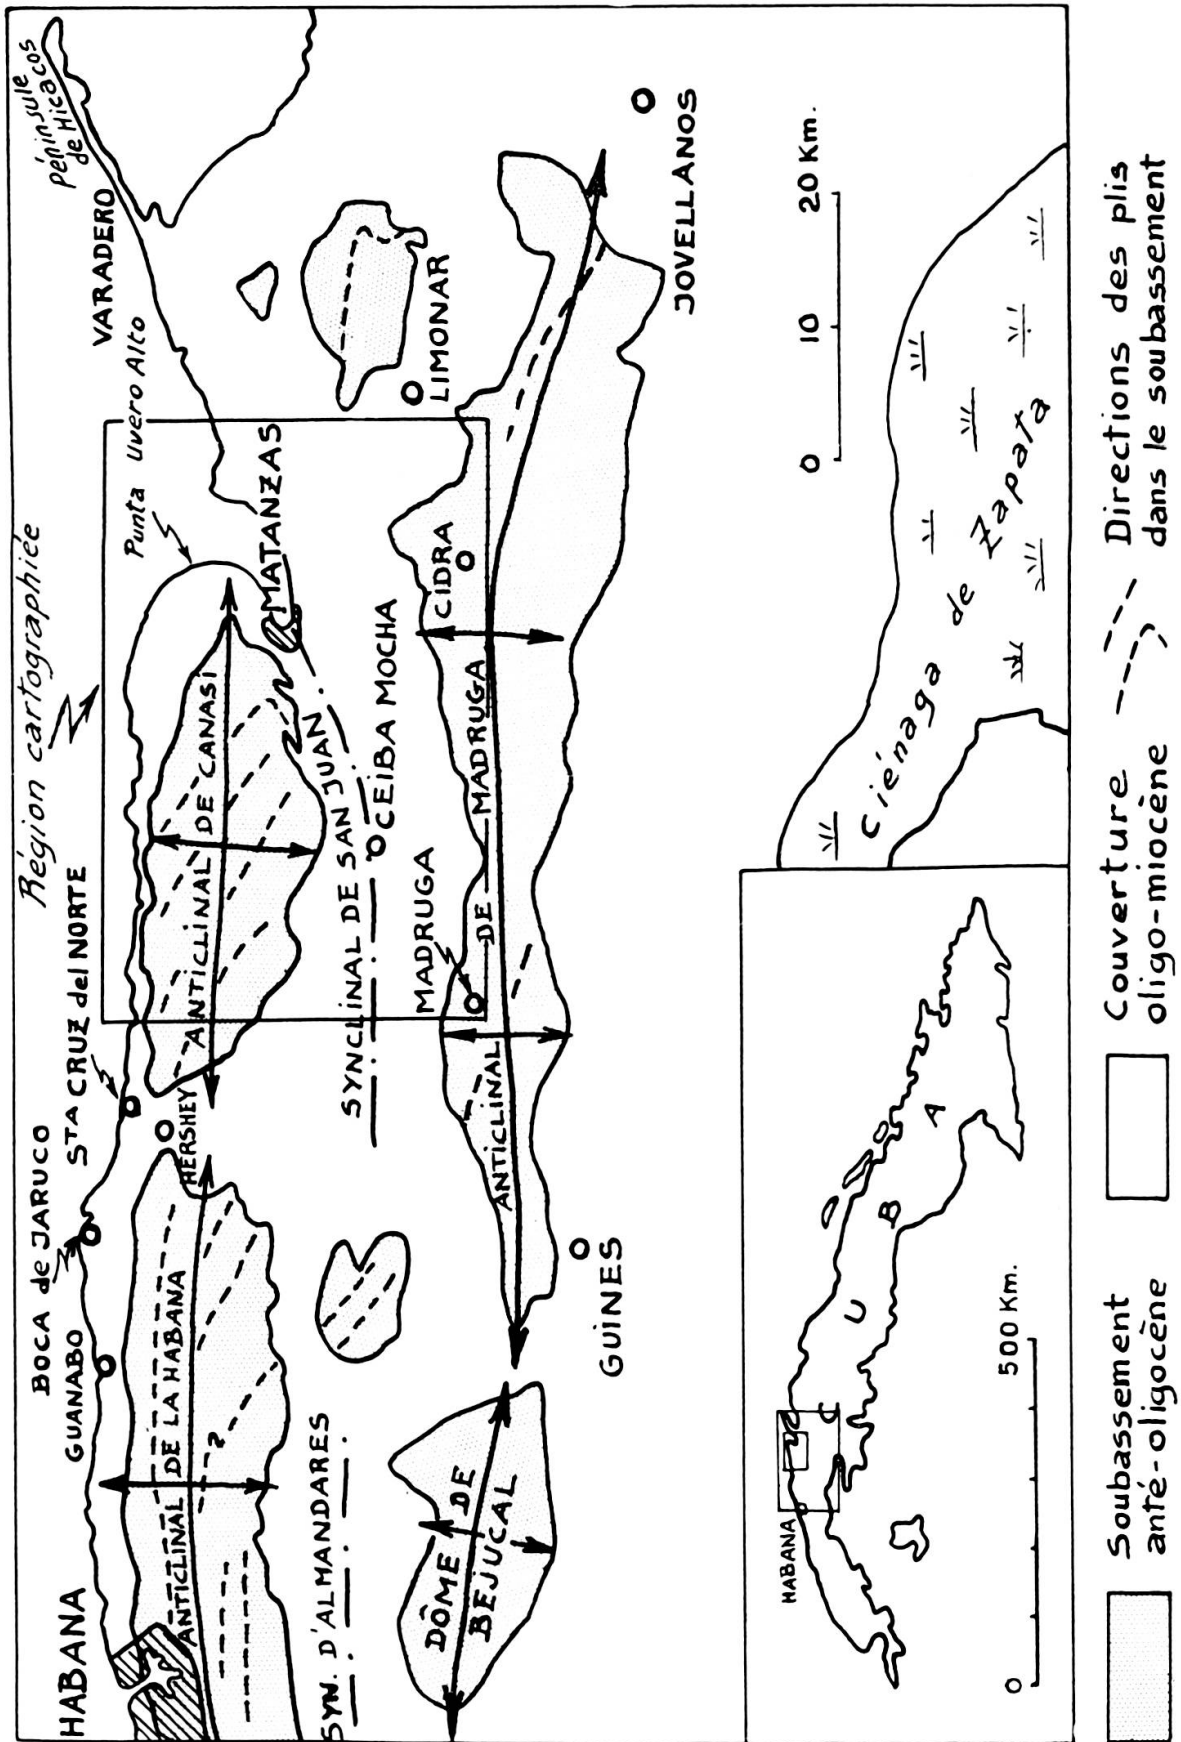 Région cartographiée
Péninsule
de Hicacos
VARADERO
Punta Uvero Alto
STA CRUZ del NORTE
BOCA de JARUCO
GUANABO
HABANA
HERSHEY
MATANZAS
LIMONAR
ANTICLINAL DE LA HABANA
?
ANTICLINAL DE CANASI
SYNCLINAL DE SAN JUAN
CEIBA MOCHA
SYN. D'ALMANDARES
MADRUGA
CIDRA
ANTICLINAL DE MADRUGA
JOVELLANOS
GUINES
DÔME DE
BEJUCAL
0 10 20 Km.
Ciénaga de Zapata
HABANA
CUBA
0 500 Km.
Soubassement
anté-oligocène
Couverture
oligo-miocène
Directions des plis
dans le soubassement